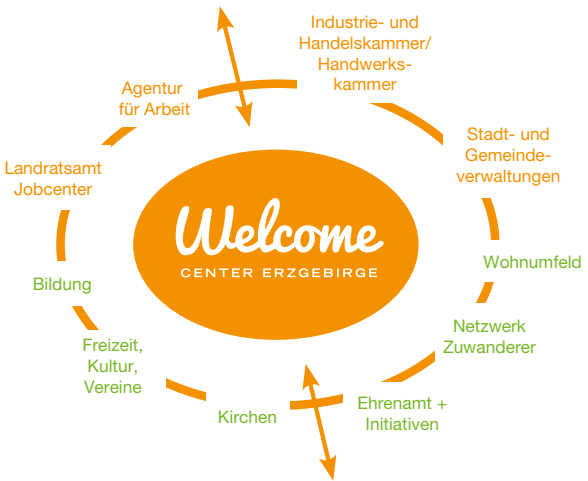 Industrie- und
Handelskammer/
Handwerks-
kammer
Agentur
für Arbeit
Stadt- und
Gemeinde-
verwaltungen
Landratsamt
Jobcenter
Welcome
CENTER ERZGEBIRGE
Wohnumfeld
Bildung
Netzwerk
Zuwanderer
Freizeit,
Kultur,
Vereine
Ehrenamt +
Initiativen
Kirchen